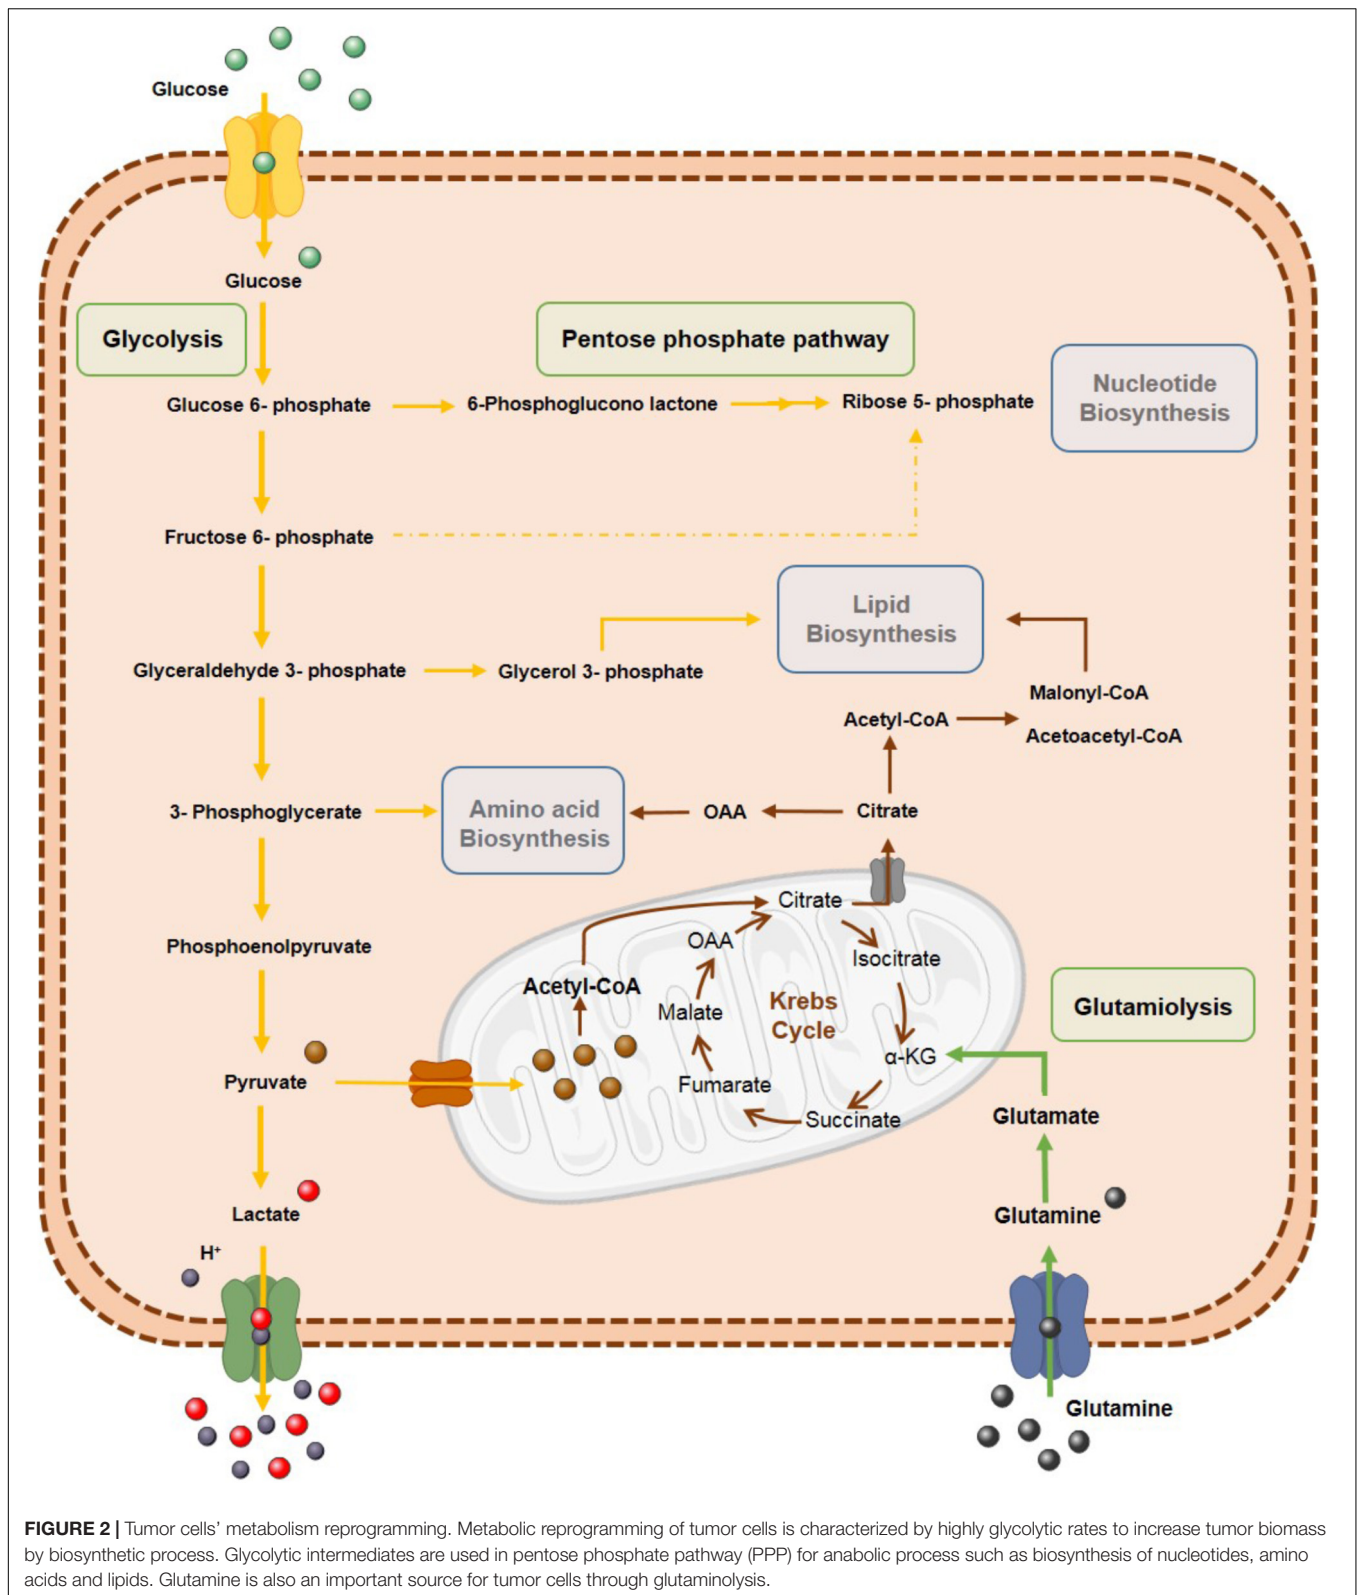 Glucose
Glucose
Glycolysis
Pentose phosphate pathway
Nucleotide
Biosynthesis
Glucose 6- phosphate
6-Phosphoglucono lactone
Ribose 5- phosphate
Fructose 6- phosphate
Lipid
Biosynthesis
Glyceraldehyde 3- phosphate
Glycerol 3- phosphate
Malonyl-CoA
Acetyl-CoA
Acetoacetyl-CoA
3- Phosphoglycerate
Amino acid
Biosynthesis
OAA
Citrate
Citrate
OAA
Isocitrate
Phosphoenolpyruvate
Acetyl-CoA
Malate
Krebs
Cycle
Glutamiolysis
α-KG
Pyruvate
Fumarate
Succinate
Glutamate
Lactate
Glutamine
H+
Glutamine
FIGURE 2 | Tumor cells' metabolism reprogramming. Metabolic reprogramming of tumor cells is characterized by highly glycolytic rates to increase tumor biomass
by biosynthetic process. Glycolytic intermediates are used in pentose phosphate pathway (PPP) for anabolic process such as biosynthesis of nucleotides, amino
acids and lipids. Glutamine is also an important source for tumor cells through glutaminolysis.